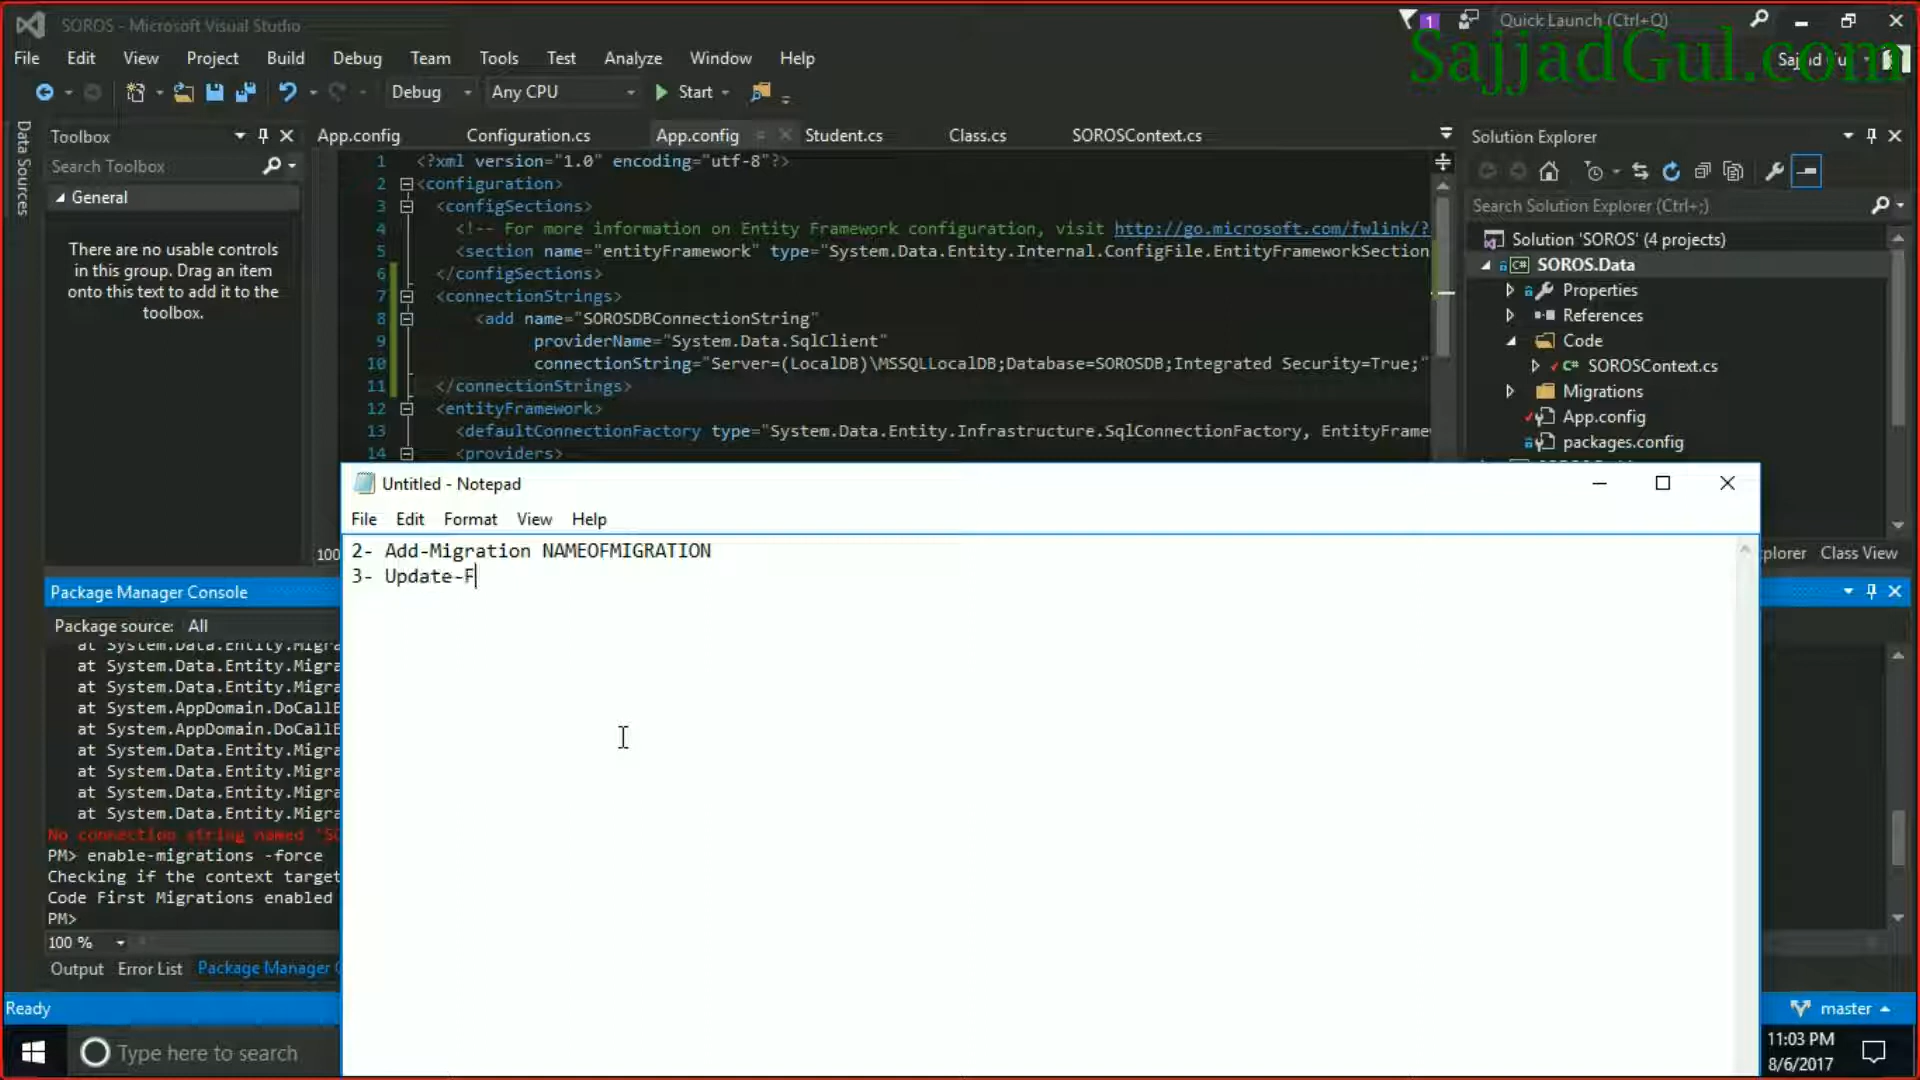 SOROS - Microsoft Visual Studio
1
Quick Launch (Ctrl+Q)
SajjadGul.com
File Edit View Project Build Debug Team Tools Test Analyze Window Help
Debug Any CPU Start
Data Sources
Toolbox
Search Toolbox
General
There are no usable controls
in this group. Drag an item
onto this text to add it to the
toolbox.
App.config Configuration.cs App.config Student.cs Class.cs SOROSContext.cs
1 <?xml version="1.0" encoding="utf-8"?>
2 <configuration>
3 <configSections>
4 <!-- For more information on Entity Framework configuration, visit http://go.microsoft.com/fwlink/?
5 <section name="entityFramework" type="System.Data.Entity.Internal.ConfigFile.EntityFrameworkSection
6 </configSections>
7 <connectionStrings>
8 <add name="SOROSDBConnectionString"
9 providerName="System.Data.SqlClient"
10 connectionString="Server=(LocalDB)\MSSQLLocalDB;Database=SOROSDB;Integrated Security=True;"
11 </connectionStrings>
12 <entityFramework>
13 <defaultConnectionFactory type="System.Data.Entity.Infrastructure.SqlConnectionFactory, EntityFrame
14 <providers>
100
Solution Explorer
Search Solution Explorer (Ctrl+;)
Solution 'SOROS' (4 projects)
SOROS.Data
Properties
References
Code
SOROSContext.cs
Migrations
App.config
packages.config
plorer Class View
Untitled - Notepad
File Edit Format View Help
2- Add-Migration NAMEOFMIGRATION
3- Update-F
Package Manager Console
Package source: All
at System.Data.Entity.Migra
at System.Data.Entity.Migra
at System.Data.Entity.Migra
at System.AppDomain.DoCallB
at System.AppDomain.DoCallB
at System.Data.Entity.Migra
at System.Data.Entity.Migra
at System.Data.Entity.Migra
at System.Data.Entity.Migra
No connection string named 'SO
PM> enable-migrations -force
Checking if the context target
Code First Migrations enabled
PM>
100 %
Output Error List Package Manager
Ready
master
Type here to search
11:03 PM
8/6/2017